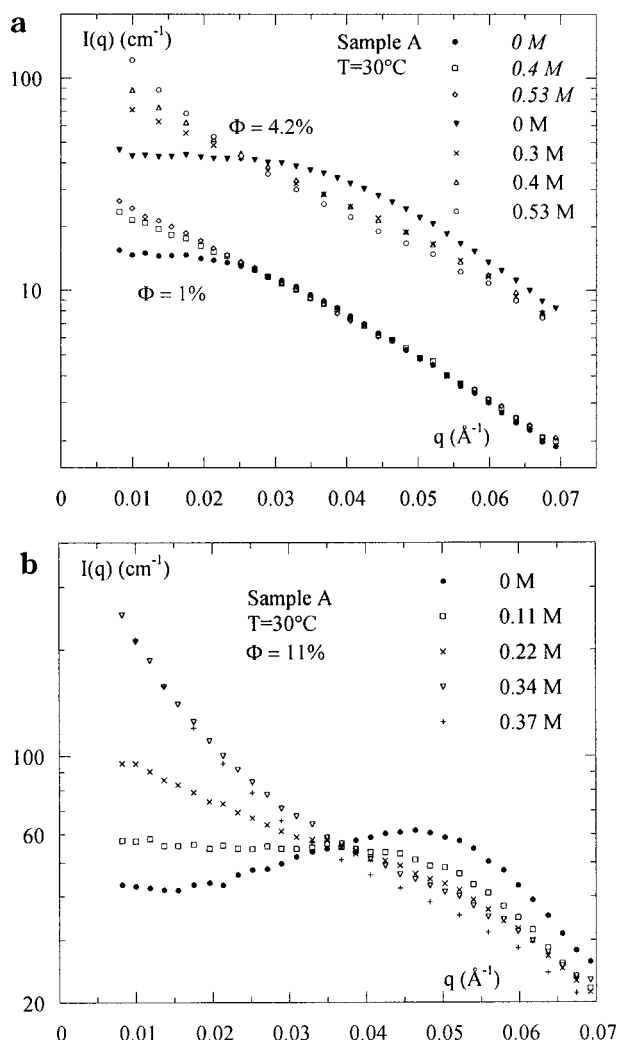 a
I(q) (cm⁻¹)
Sample A
T=30°C
0 M
0.4 M
0.53 M
0 M
0.3 M
0.4 M
0.53 M
100
Φ = 4.2%
10
Φ = 1%
q (Å⁻¹)
0 0.01 0.02 0.03 0.04 0.05 0.06 0.07
b
I(q) (cm⁻¹)
Sample A
T=30°C
Φ = 11%
0 M
0.11 M
0.22 M
0.34 M
0.37 M
100
60
q (Å⁻¹)
20
0 0.01 0.02 0.03 0.04 0.05 0.06 0.07